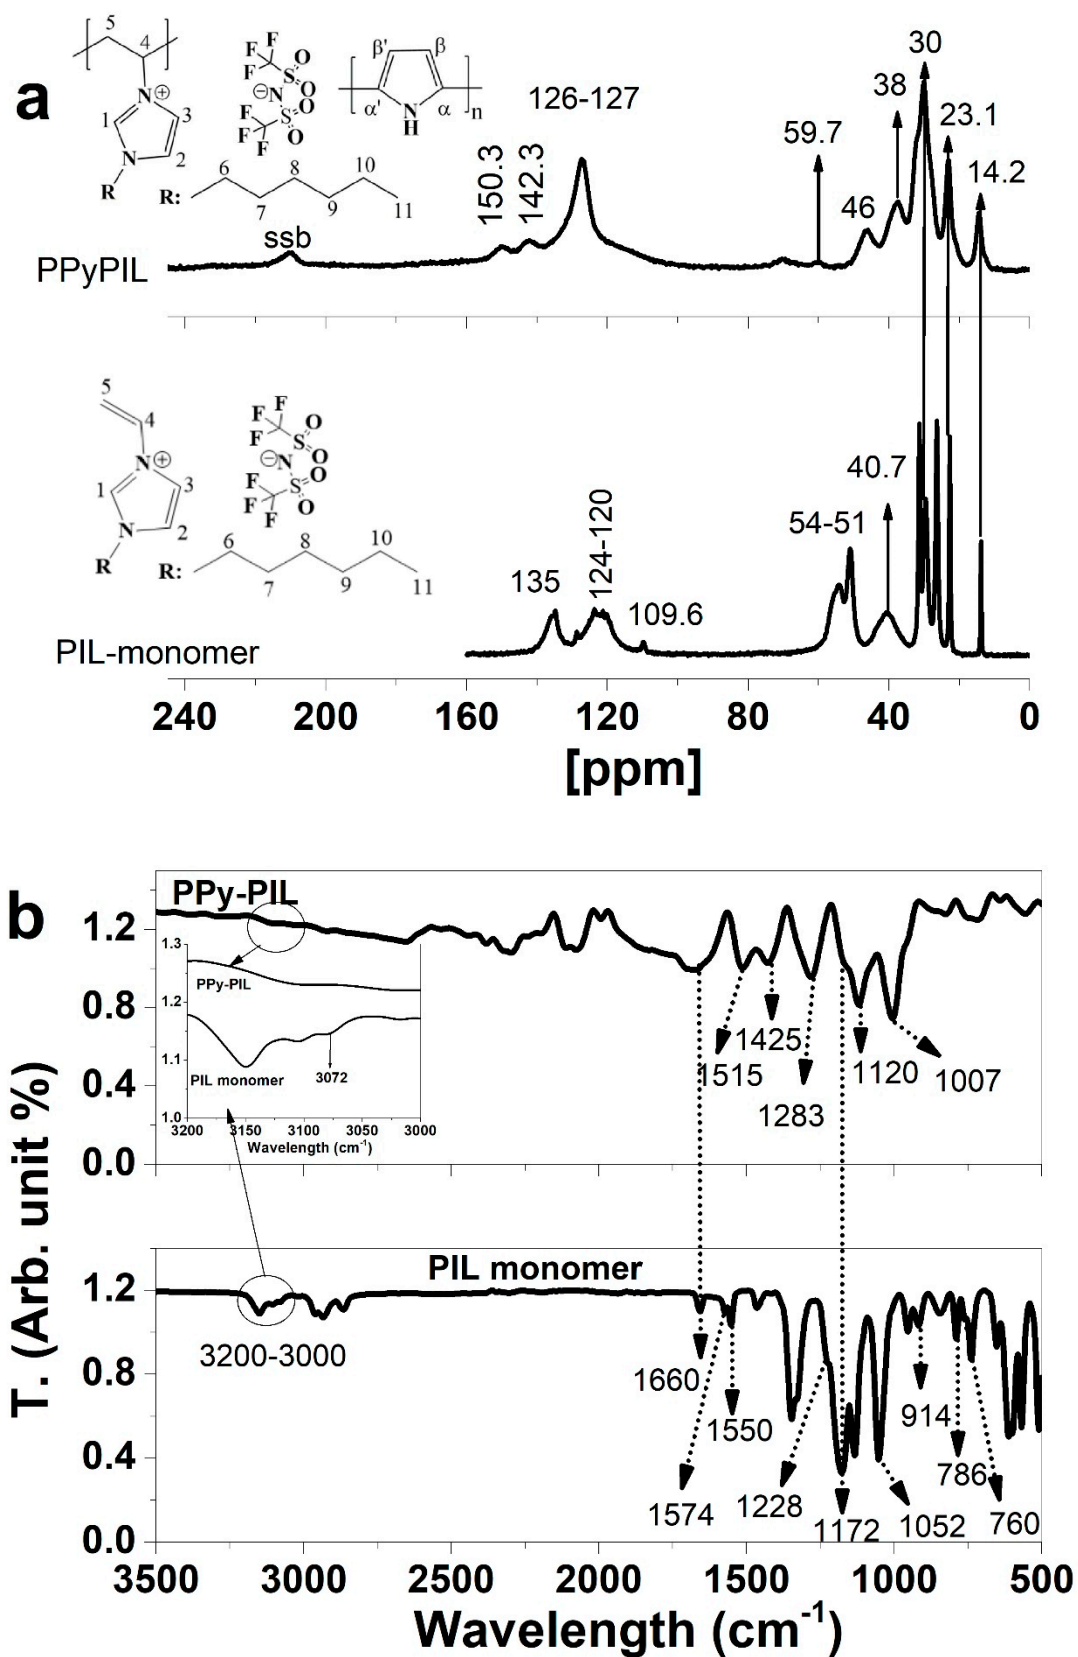 a
5
4
N
⊕
1
3
N
2
R
F
F
F
S
O
O
⊖
N
S
O
O
F
F
F
β'
β
α'
N
H
α
n
R:
6
7
8
9
10
11
ssb
150.3
142.3
126-127
59.7
46
38
30
23.1
14.2
PPyPIL
5
4
N
⊕
1
3
N
2
R
F
F
F
S
O
O
⊖
N
S
O
O
F
F
F
R:
6
7
8
9
10
11
135
124-120
109.6
54-51
40.7
PIL-monomer
240 200 160 120 80 40 0
[ppm]
b
PPy-PIL
1.2
0.8
0.4
0.0
1.3
1.2
1.1
1.0
PPy-PIL
PIL monomer
3072
3200 3150 3100 3050 3000
Wavelength (cm-1)
1515
1425
1283
1120
1007
T. (Arb. unit %)
PIL monomer
1.2
0.8
0.4
0.0
3200-3000
1660
1574
1550
1228
1172
1052
914
786
760
3500 3000 2500 2000 1500 1000 500
Wavelength (cm-1)